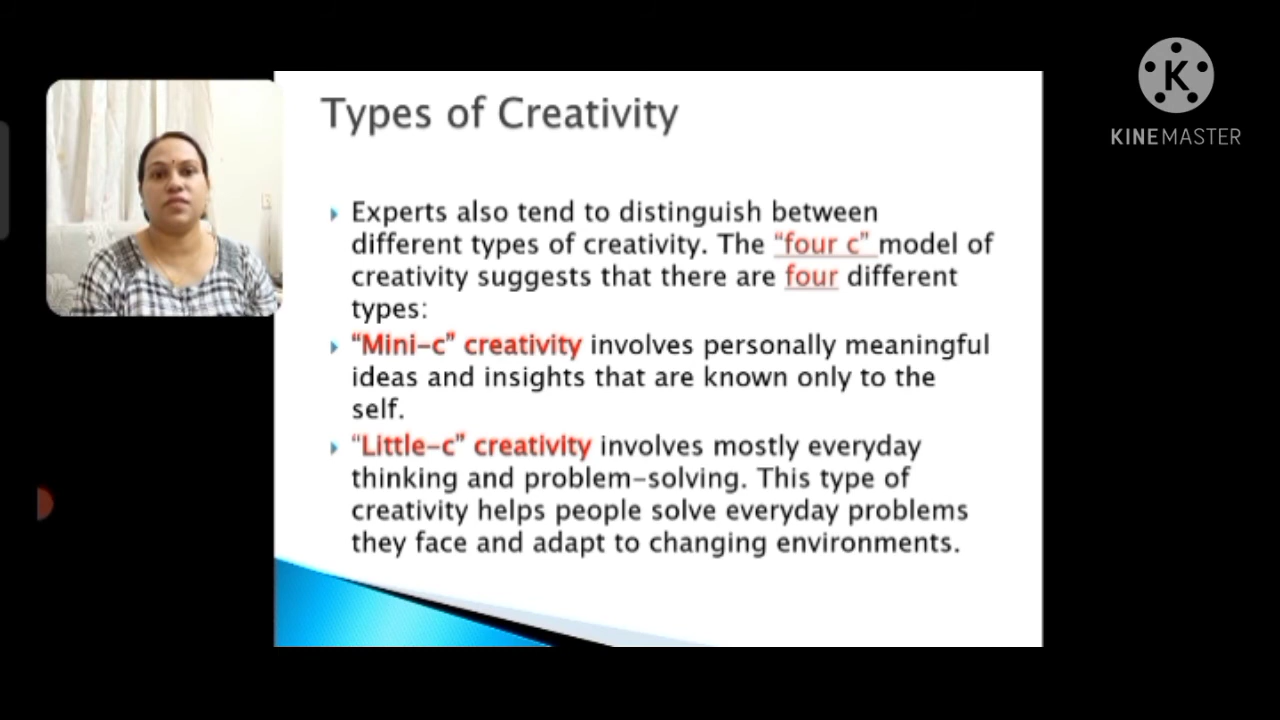 Types of Creativity
Experts also tend to distinguish between
different types of creativity. The "four c" model of
creativity suggests that there are four different
types:
"Mini-c" creativity involves personally meaningful
ideas and insights that are known only to the
self.
"Little-c" creativity involves mostly everyday
thinking and problem-solving. This type of
creativity helps people solve everyday problems
they face and adapt to changing environments.
K
KINEMASTER